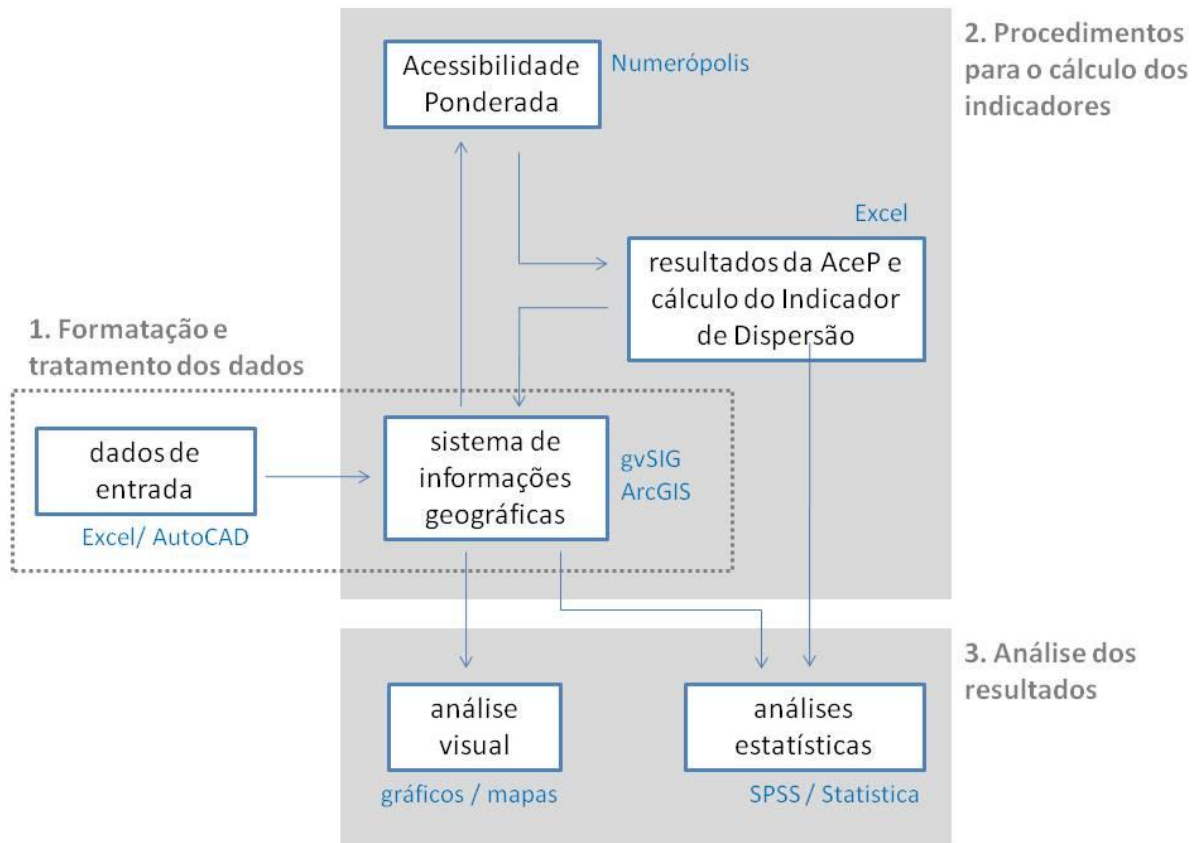 2. Procedimentos
para o cálculo dos
indicadores
Acessibilidade
Ponderada
Numerópolis
Excel
resultados da AceP e
cálculo do Indicador
de Dispersão
1. Formatação e
tratamento dos dados
dados de
entrada
Excel/ AutoCAD
sistema de
informações
geográficas
gvSIG
ArcGIS
3. Análise dos
resultados
análise
visual
gráficos / mapas
análises
estatísticas
SPSS / Statistica